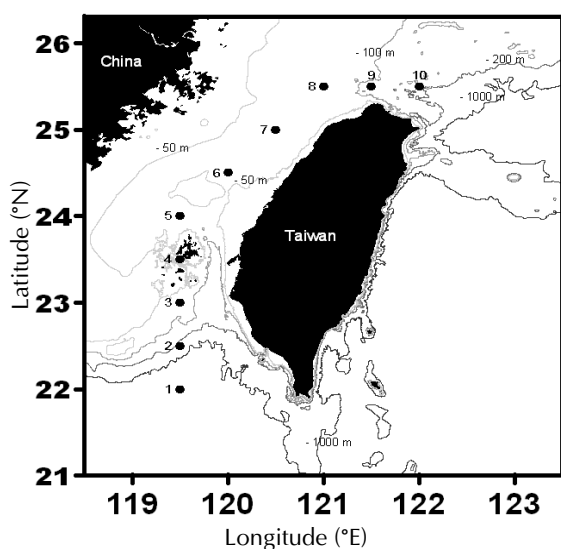 26
25
24
23
22
21
Latitude (°N)
China
Taiwan
- 100 m
- 200 m
- 1000 m
- 50 m
- 50 m
- 1000 m
8
9
10
7
6
5
4
3
2
1
119 120 121 122 123
Longitude (°E)